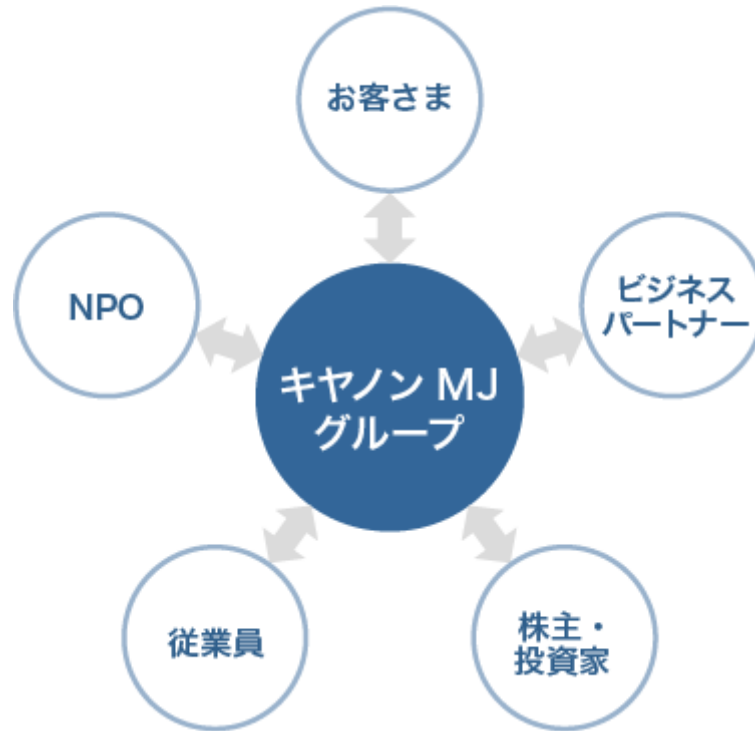 お客さま
NPO
ビジネス
パートナー
キヤノン MJ
グループ
従業員
株主・
投資家